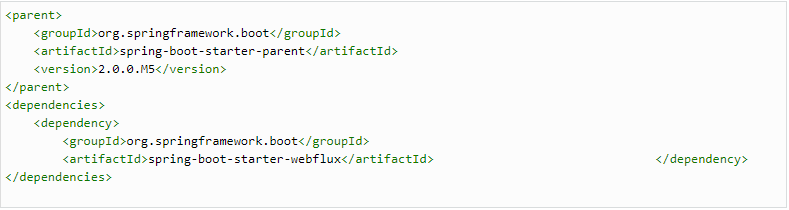 <parent>
    <groupId>org.springframework.boot</groupId>
    <artifactId>spring-boot-starter-parent</artifactId>
    <version>2.0.0.M5</version>
</parent>
<dependencies>
    <dependency>
        <groupId>org.springframework.boot</groupId>
        <artifactId>spring-boot-starter-webflux</artifactId>                               </dependency>
</dependencies>